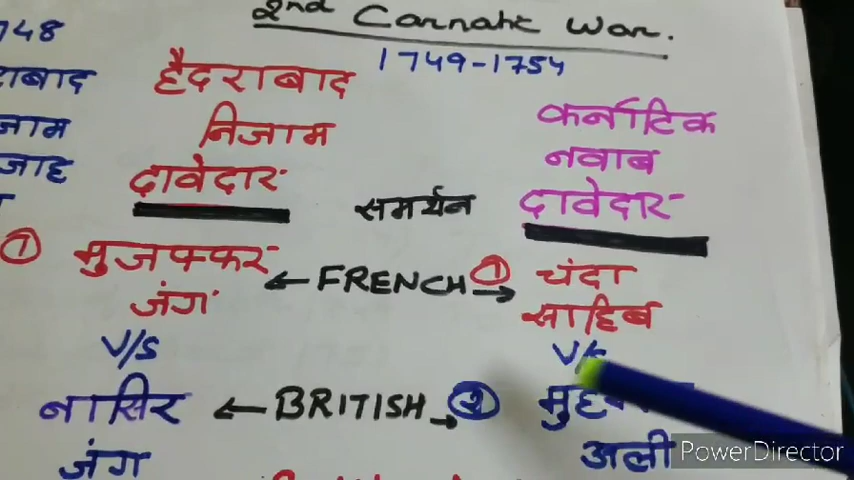 2nd Carnatic War.
1749-1754
748
हैदराबाद
निजाम
दावेदार
कर्नाटिक
नवाब
दावेदार
समर्थन
① मुजफ्फर
जंग
← FRENCH → ① चंदा
साहिब
V/s
V/s
नासिर
जंग
← BRITISH → ②
अली
PowerDirector